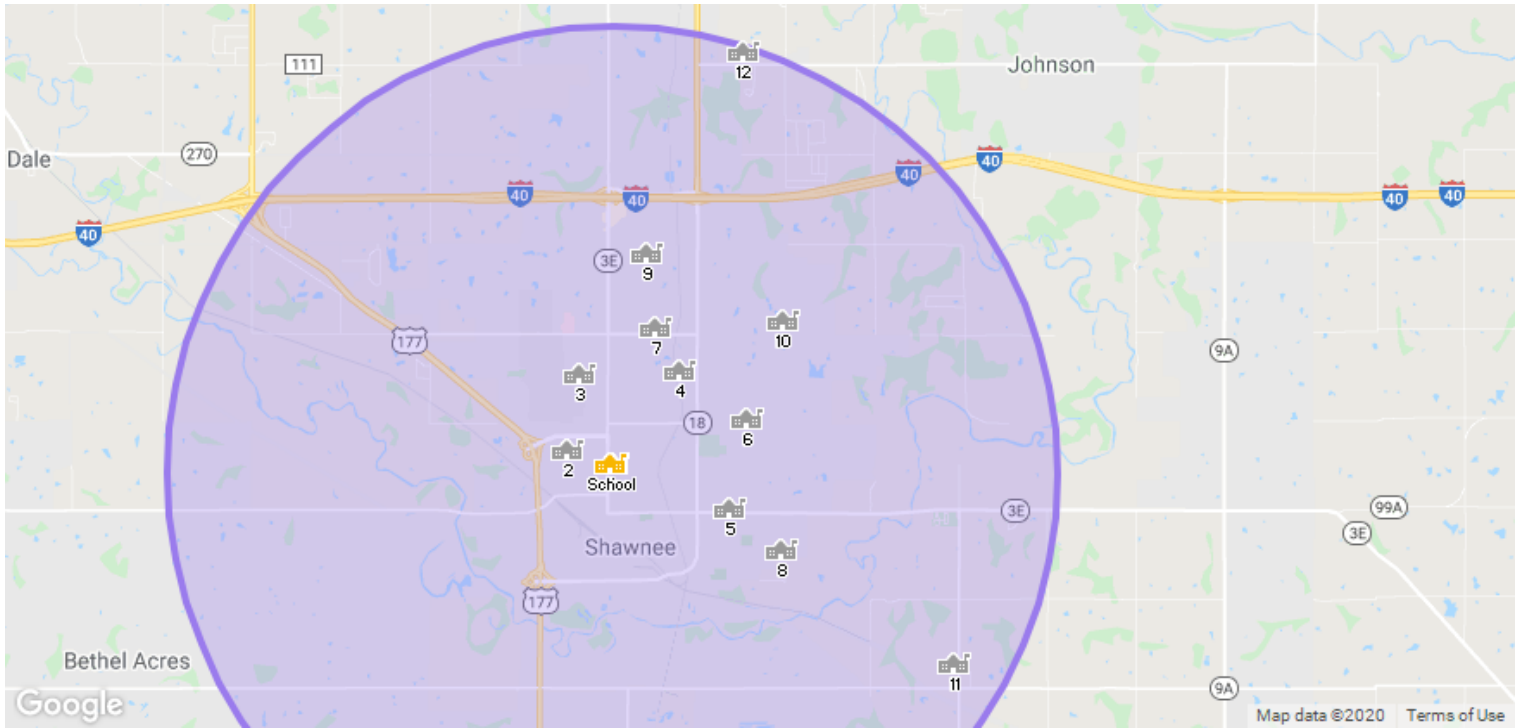 12
111
Johnson
Dale
270
40
40
40
40
40
40
40
3E
9
177
7
10
9A
3
4
18
6
2
School
5
3E
99A
3E
Shawnee
8
177
Bethel Acres
11
9A
Google
Map data ©2020 Terms of Use